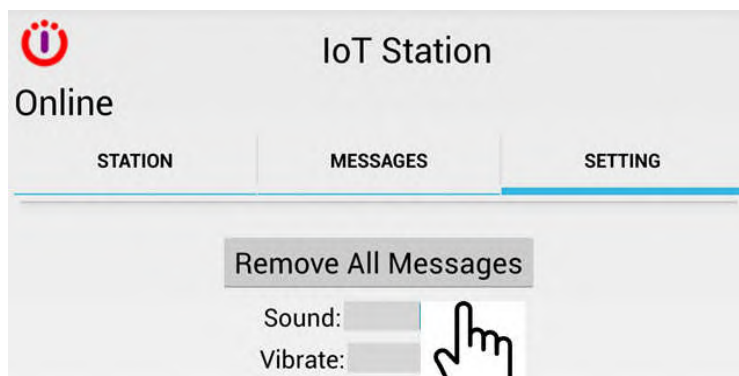 IoT Station
Online
STATION MESSAGES SETTING
Remove All Messages
Sound:
Vibrate: